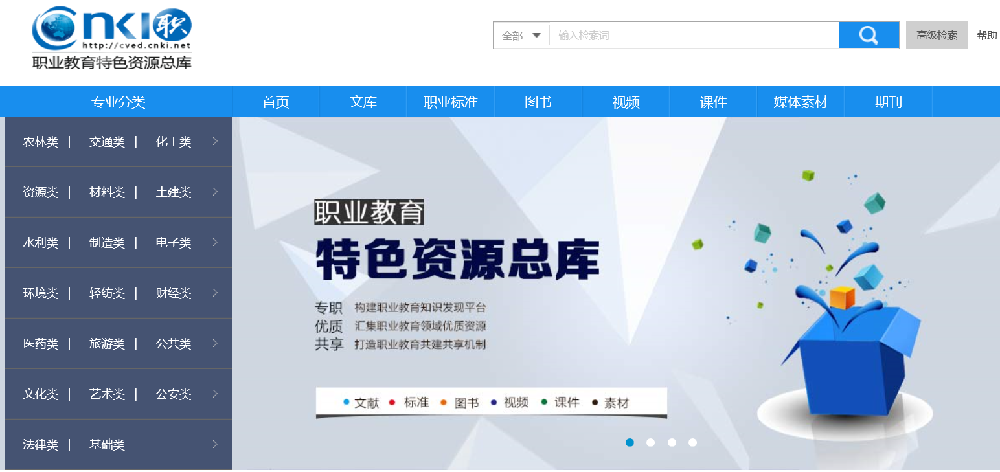 CNKI职
http://cved.cnki.net
职业教育特色资源总库
全部 输入检索词 高级检索 帮助
专业分类 首页 文库 职业标准 图书 视频 课件 媒体素材 期刊
农林类 | 交通类 | 化工类
资源类 | 材料类 | 土建类
水利类 | 制造类 | 电子类
环境类 | 轻纺类 | 财经类
医药类 | 旅游类 | 公共类
文化类 | 艺术类 | 公安类
法律类 | 基础类
职业教育
特色资源总库
专职 构建职业教育知识发现平台
优质 汇集职业教育领域优质资源
共享 打造职业教育共建共享机制
文献 标准 图书 视频 课件 素材